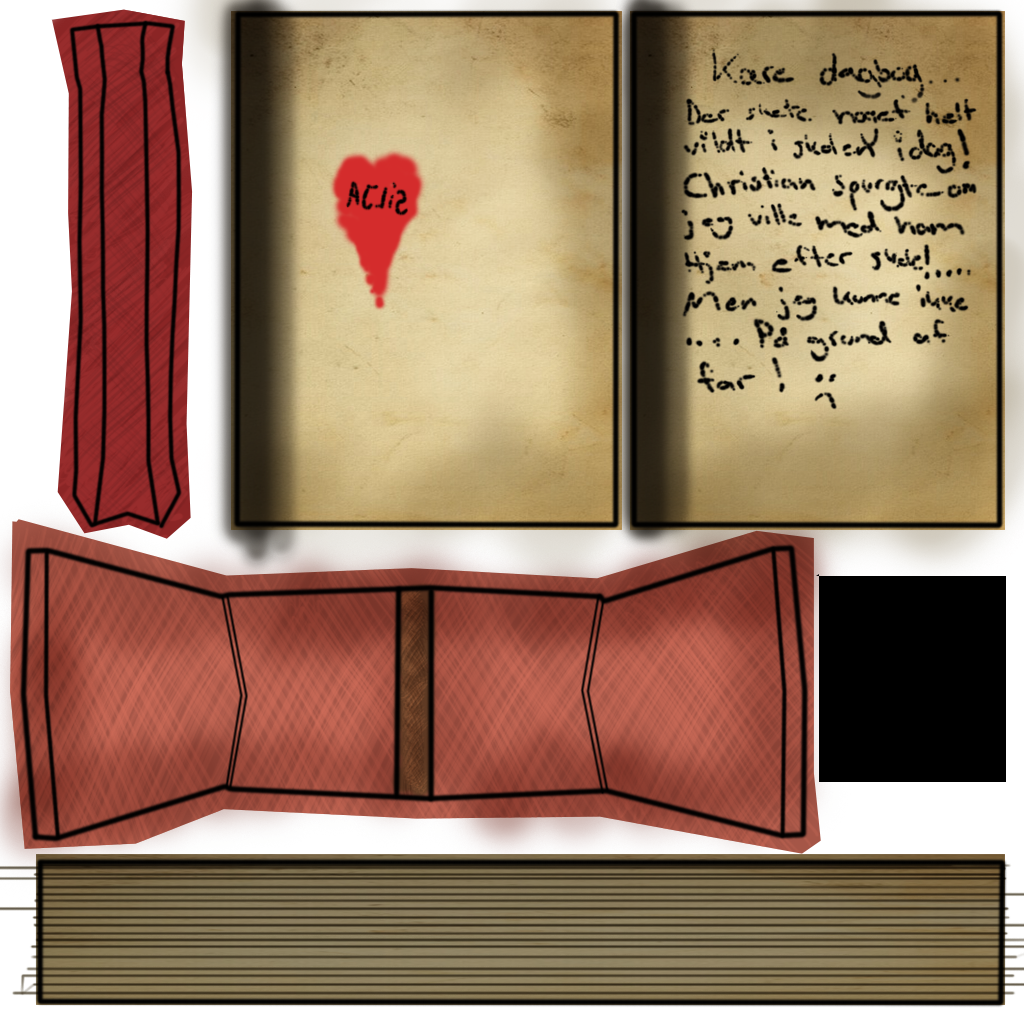 SiLJA
Kære dagbog...
Der skete noget helt
vildt i skolen idag!
Christian spurgte om
jeg ville med ham
Hjem efter skole!....
Men jeg kunne ikke
.... På grund af
far ! :(